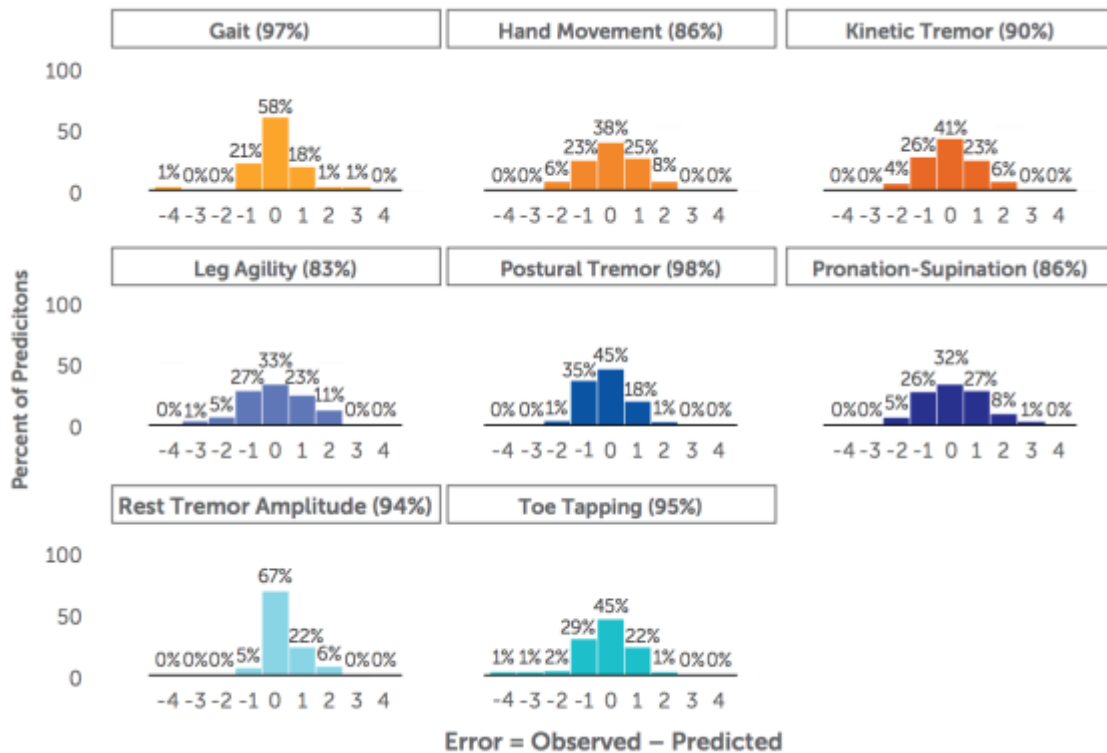 Gait (97%) Hand Movement (86%) Kinetic Tremor (90%)
100
50
0
1% 0% 0% 21% 58% 18% 1% 1% 0%
0% 0% 6% 23% 38% 25% 8% 0% 0%
0% 0% 4% 26% 41% 23% 6% 0% 0%
-4 -3 -2 -1 0 1 2 3 4 -4 -3 -2 -1 0 1 2 3 4 -4 -3 -2 -1 0 1 2 3 4
Percent of Predicitons
Leg Agility (83%) Postural Tremor (98%) Pronation-Supination (86%)
100
50
0
0% 1% 5% 27% 33% 23% 11% 0% 0%
0% 0% 1% 35% 45% 18% 1% 0% 0%
0% 0% 5% 26% 32% 27% 8% 1% 0%
-4 -3 -2 -1 0 1 2 3 4 -4 -3 -2 -1 0 1 2 3 4 -4 -3 -2 -1 0 1 2 3 4
Rest Tremor Amplitude (94%) Toe Tapping (95%)
100
50
0
0% 0% 0% 5% 67% 22% 6% 0% 0%
1% 1% 2% 29% 45% 22% 1% 0% 0%
-4 -3 -2 -1 0 1 2 3 4 -4 -3 -2 -1 0 1 2 3 4
Error = Observed – Predicted